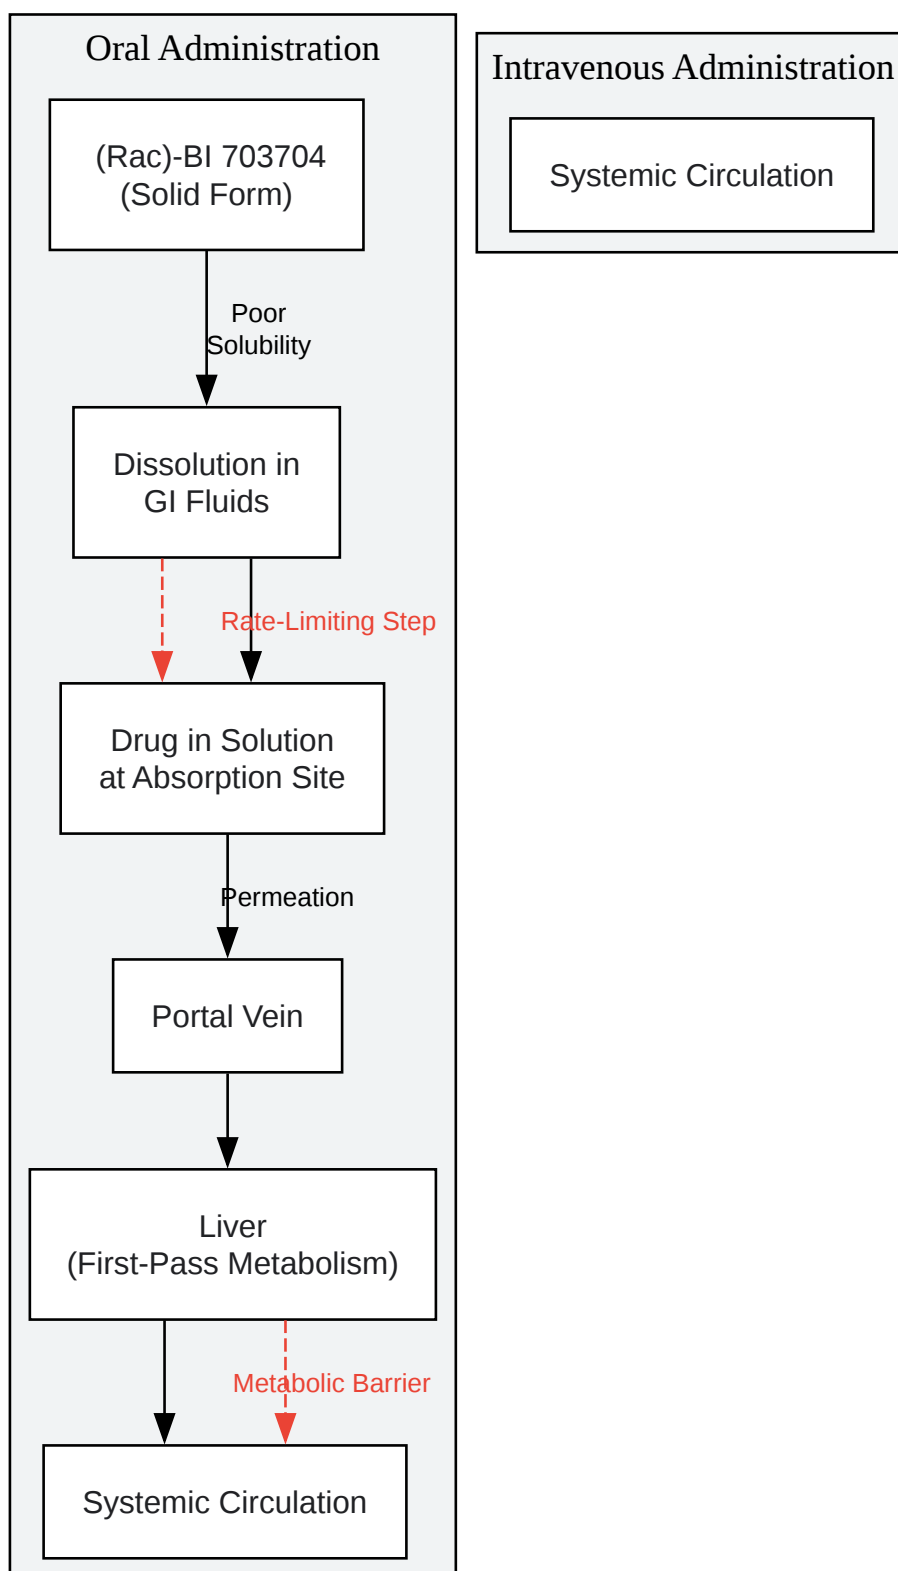 Oral Administration
(Rac)-BI 703704
(Solid Form)
Poor
Solubility
Dissolution in
GI Fluids
Rate-Limiting Step
Drug in Solution
at Absorption Site
Permeation
Portal Vein
Liver
(First-Pass Metabolism)
Metabolic Barrier
Systemic Circulation
Intravenous Administration
Systemic Circulation